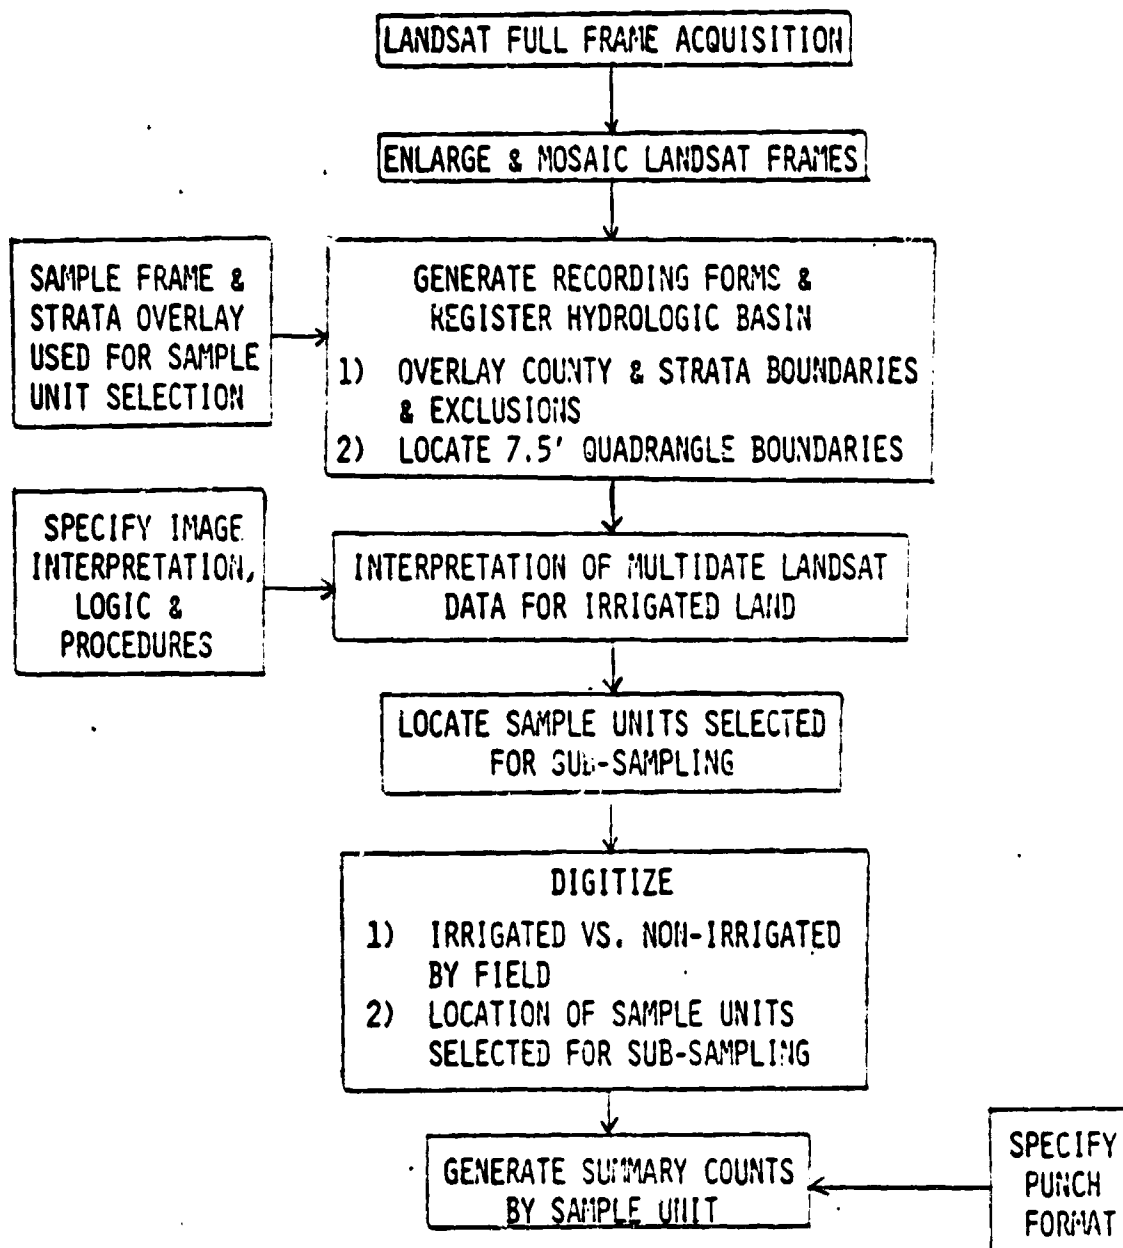 LANDSAT FULL FRAME ACQUISITION
ENLARGE & MOSAIC LANDSAT FRAMES
SAMPLE FRAME &
STRATA OVERLAY
USED FOR SAMPLE
UNIT SELECTION
GENERATE RECORDING FORMS &
REGISTER HYDROLOGIC BASIN
1) OVERLAY COUNTY & STRATA BOUNDARIES
& EXCLUSIONS
2) LOCATE 7.5' QUADRANGLE BOUNDARIES
SPECIFY IMAGE
INTERPRETATION,
LOGIC &
PROCEDURES
INTERPRETATION OF MULTIDATE LANDSAT
DATA FOR IRRIGATED LAND
LOCATE SAMPLE UNITS SELECTED
FOR SUB-SAMPLING
DIGITIZE
1) IRRIGATED VS. NON-IRRIGATED
BY FIELD
2) LOCATION OF SAMPLE UNITS
SELECTED FOR SUB-SAMPLING
GENERATE SUMMARY COUNTS
BY SAMPLE UNIT
SPECIFY
PUNCH
FORMAT